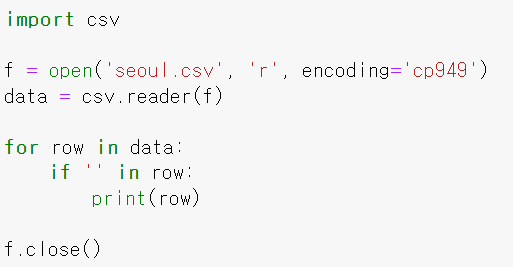 import csv
f = open('seoul.csv', 'r', encoding='cp949')
data = csv.reader(f)
for row in data:
    if '' in row:
        print(row)
f.close()